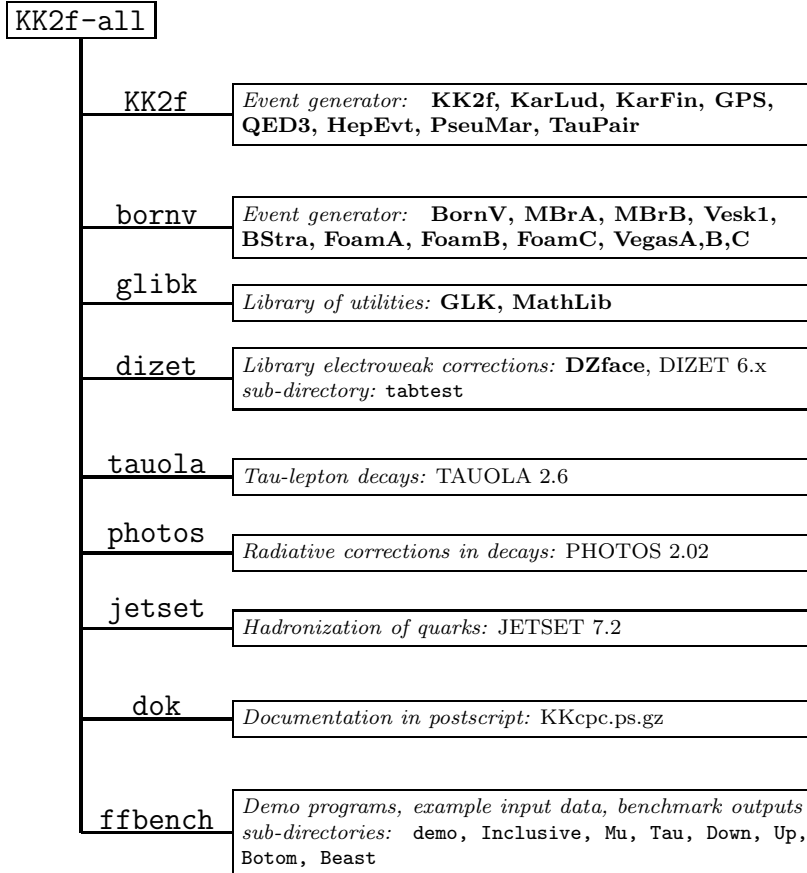 KK2f-all
KK2f
Event generator: KK2f, KarLud, KarFin, GPS,
QED3, HepEvt, PseuMar, TauPair
bornv
Event generator: BornV, MBrA, MBrB, Vesk1,
BStra, FoamA, FoamB, FoamC, VegasA,B,C
glibk
Library of utilities: GLK, MathLib
dizet
Library electroweak corrections: DZface, DIZET 6.x
sub-directory: tabtest
tauola
Tau-lepton decays: TAUOLA 2.6
photos
Radiative corrections in decays: PHOTOS 2.02
jetset
Hadronization of quarks: JETSET 7.2
dok
Documentation in postscript: KKcpc.ps.gz
ffbench
Demo programs, example input data, benchmark outputs
sub-directories: demo, Inclusive, Mu, Tau, Down, Up,
Botom, Beast